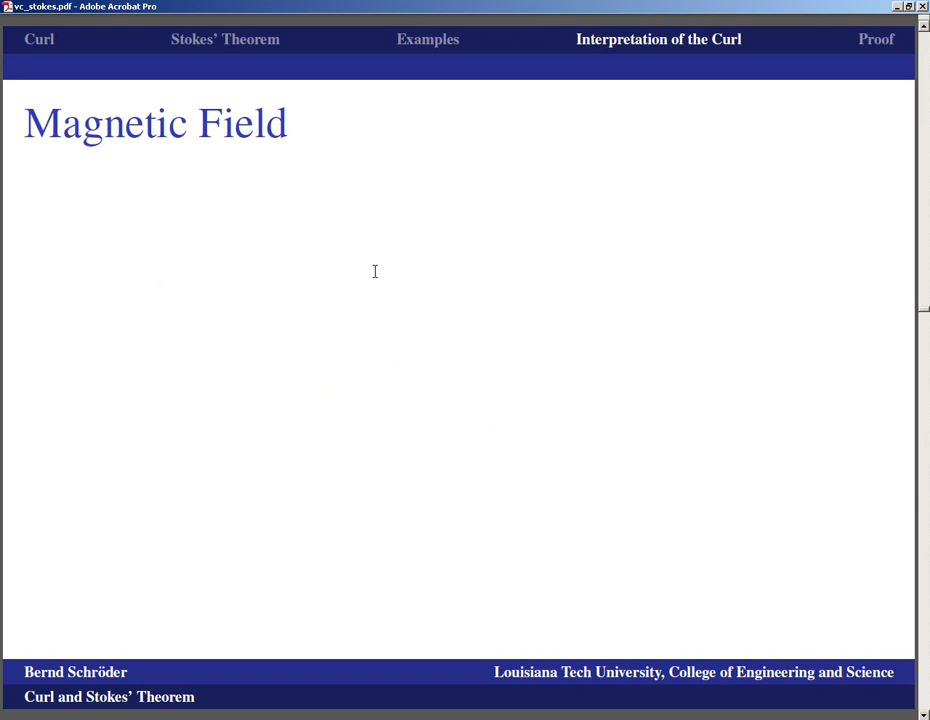 vc_stokes.pdf - Adobe Acrobat Pro
Curl Stokes’ Theorem Examples Interpretation of the Curl Proof
Magnetic Field
Bernd Schröder Louisiana Tech University, College of Engineering and Science
Curl and Stokes’ Theorem